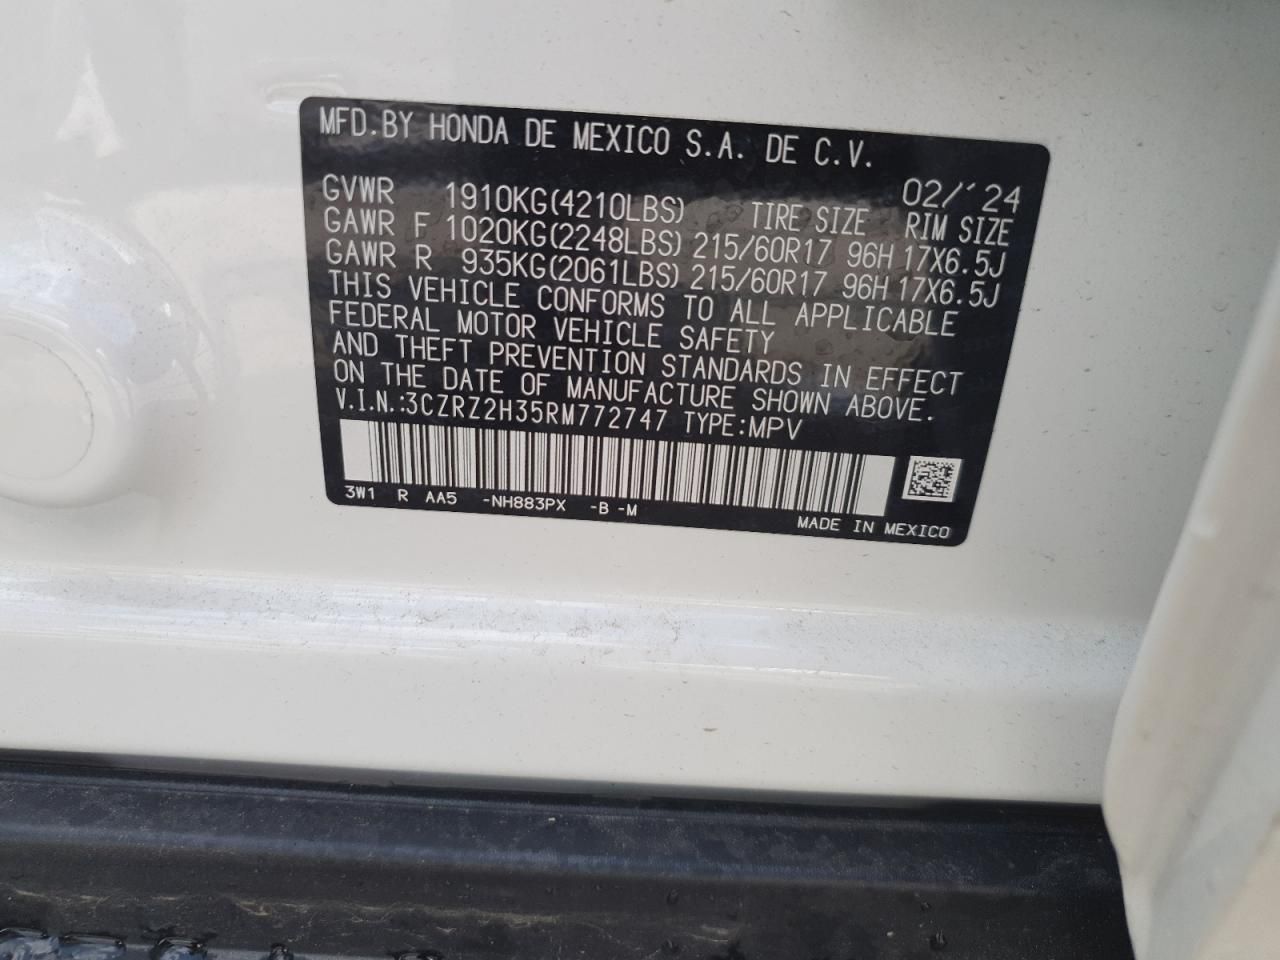 MFD.BY HONDA DE MEXICO S.A. DE C.V.
02/'24
GVWR 1910KG(4210LBS) TIRE SIZE RIM SIZE
GAWR F 1020KG(2248LBS) 215/60R17 96H 17X6.5J
GAWR R 935KG(2061LBS) 215/60R17 96H 17X6.5J
THIS VEHICLE CONFORMS TO ALL APPLICABLE
FEDERAL MOTOR VEHICLE SAFETY
AND THEFT PREVENTION STANDARDS IN EFFECT
ON THE DATE OF MANUFACTURE SHOWN ABOVE.
V.I.N.:3CZRZ2H35RM772747 TYPE:MPV
3W1 R AA5 -NH883PX -B -M
MADE IN MEXICO